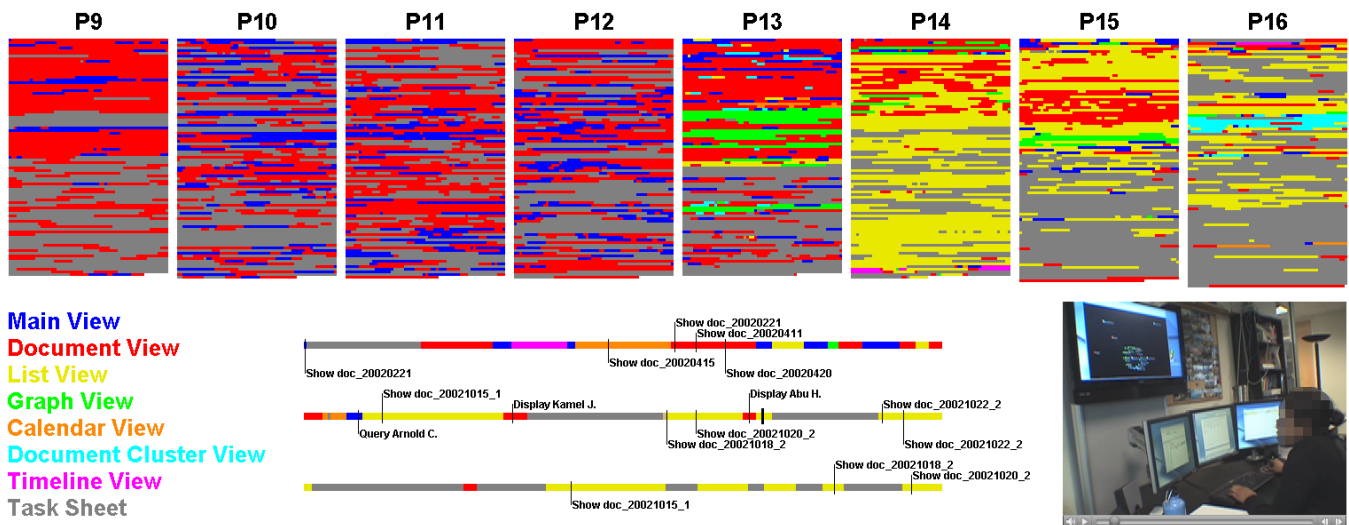 P9 P10 P11 P12 P13 P14 P15 P16
Main View
Document View
List View
Graph View
Calendar View
Document Cluster View
Timeline View
Task Sheet
Show doc_20020221
Show doc_20020411
Show doc_20020415
Show doc_20020221
Show doc_20020420
Show doc_20021015_1
Display Kamel J.
Display Abu H.
Show doc_20021022_2
Query Arnold C.
Show doc_20021020_2
Show doc_20021018_2
Show doc_20021022_2
Show doc_20021018_2
Show doc_20021020_2
Show doc_20021015_1